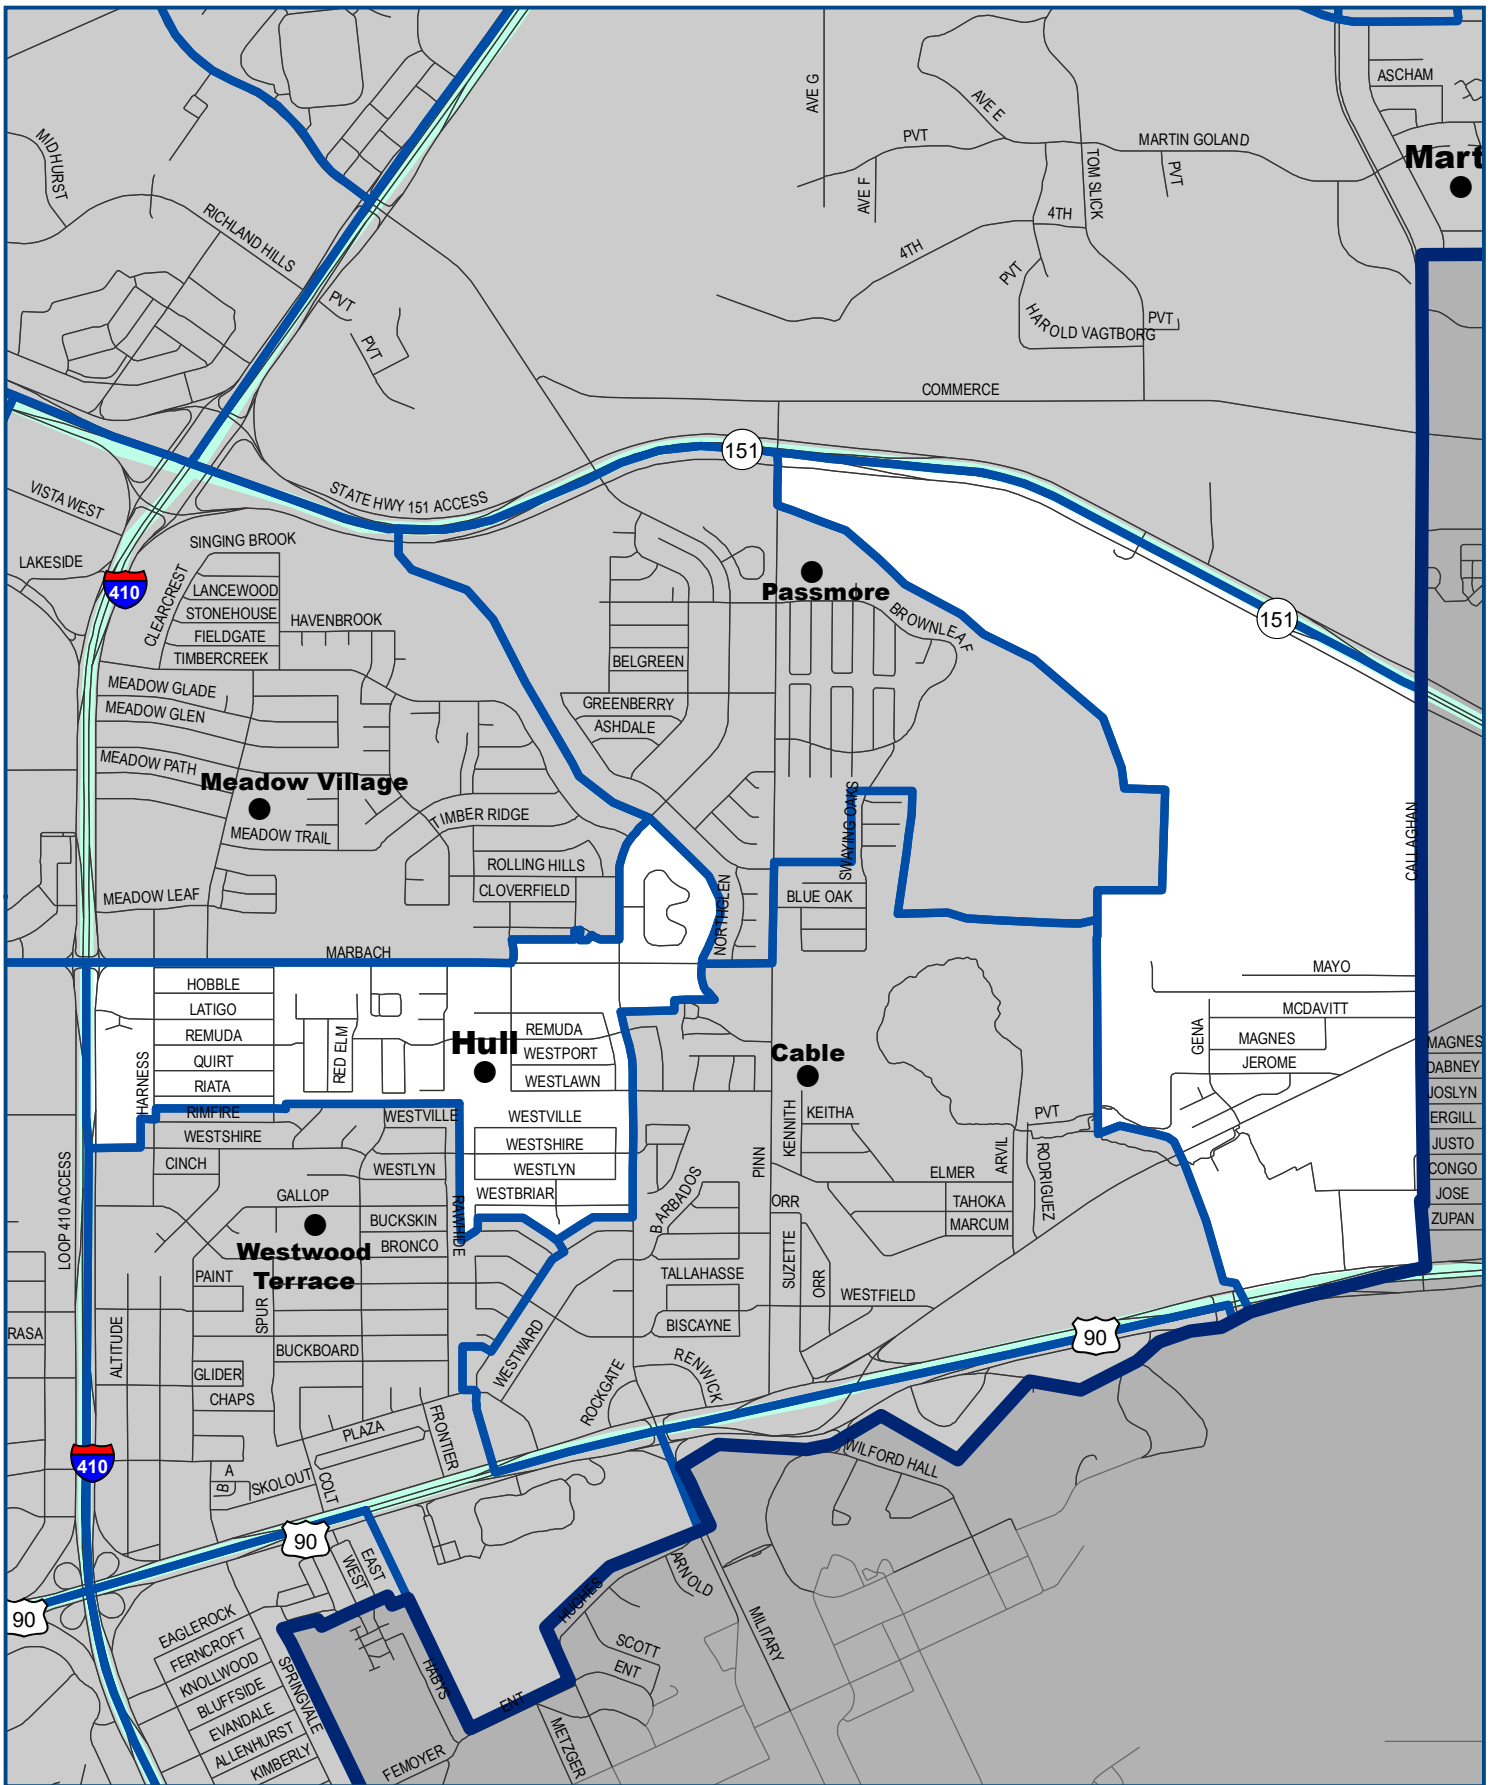 ASCHAM
AVE G
AVE E
MIDHURST
PVT
MARTIN GOLAND
Mart
TOM SLICK
PVT
AVE F
RICHLAND HILLS
4TH
4TH
PVT
PVT
HAROLD VAGTBORG
PVT
PVT
COMMERCE
151
STATE HWY 151 ACCESS
VISTA WEST
SINGING BROOK
LAKESIDE
410
CLEARCREST
LANCEWOOD
STONEHOUSE
HAVENBROOK
FIELDGATE
TIMBERCREEK
Passmore
BROWNLEAF
151
BELGREEN
MEADOW GLADE
MEADOW GLEN
GREENBERRY
ASHDALE
MEADOW PATH
Meadow Village
TIMBER RIDGE
MEADOW TRAIL
SWAYING OAKS
CALLAGHAN
ROLLING HILLS
CLOVERFIELD
MEADOW LEAF
NORTHGLEN
BLUE OAK
MARBACH
HOBBLE
MAYO
LATIGO
MCDAVITT
REMUDA
RED ELM
Hull
REMUDA
GENA
MAGNES
MAGNES
QUIRT
WESTPORT
Cable
JEROME
DABNEY
HARNESS
RIATA
WESTLAWN
JOSLYN
RIMFIRE
WESTVILLE
WESTVILLE
KENNITH
KEITHA
PVT
ERGILL
WESTSHIRE
WESTSHIRE
JUSTO
CINCH
WESTLYN
WESTLYN
PINN
ELMER
ARVIL
RODRIGUEZ
CONGO
GALLOP
WESTBRIAR
BARBADOS
ORR
TAHOKA
JOSE
LOOP 410 ACCESS
BUCKSKIN
RAWHIDE
MARCUM
ZUPAN
Westwood
Terrace
BRONCO
PAINT
SUZETTE
ORR
TALLAHASSE
WESTFIELD
SPUR
RASA
ALTITUDE
BISCAYNE
90
BUCKBOARD
WESTWARD
RENWICK
GLIDER
ROCKGATE
CHAPS
PLAZA
FRONTIER
410
A
B
SKOLOUT
COLT
WILFORD HALL
90
EAST
WEST
ARNOLD
HUGHES
90
EAGLEROCK
FERNCROFT
KNOLLWOOD
MILITARY
SCOTT
ENT
BLUFFSIDE
SPRINGVALE
HABYS
EVANDALE
ENT
ALLENHURST
METZGER
KIMBERLY
FEMOYER